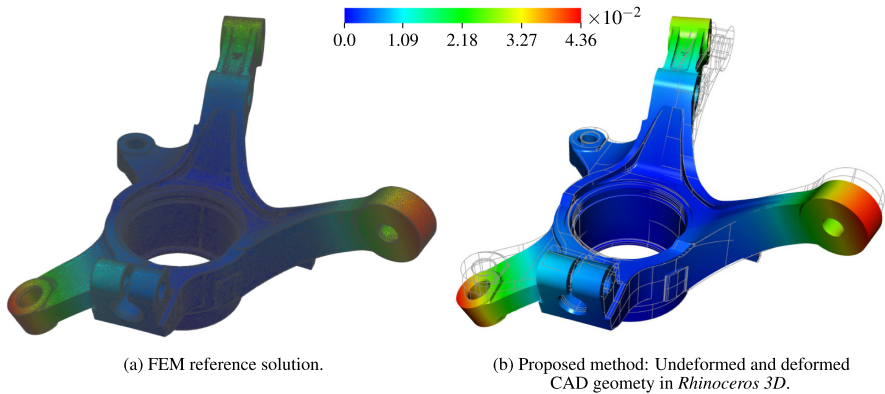 ×10−2
0.0 1.09 2.18 3.27 4.36
(a) FEM reference solution.
(b) Proposed method: Undeformed and deformed
CAD geomety in Rhinoceros 3D.